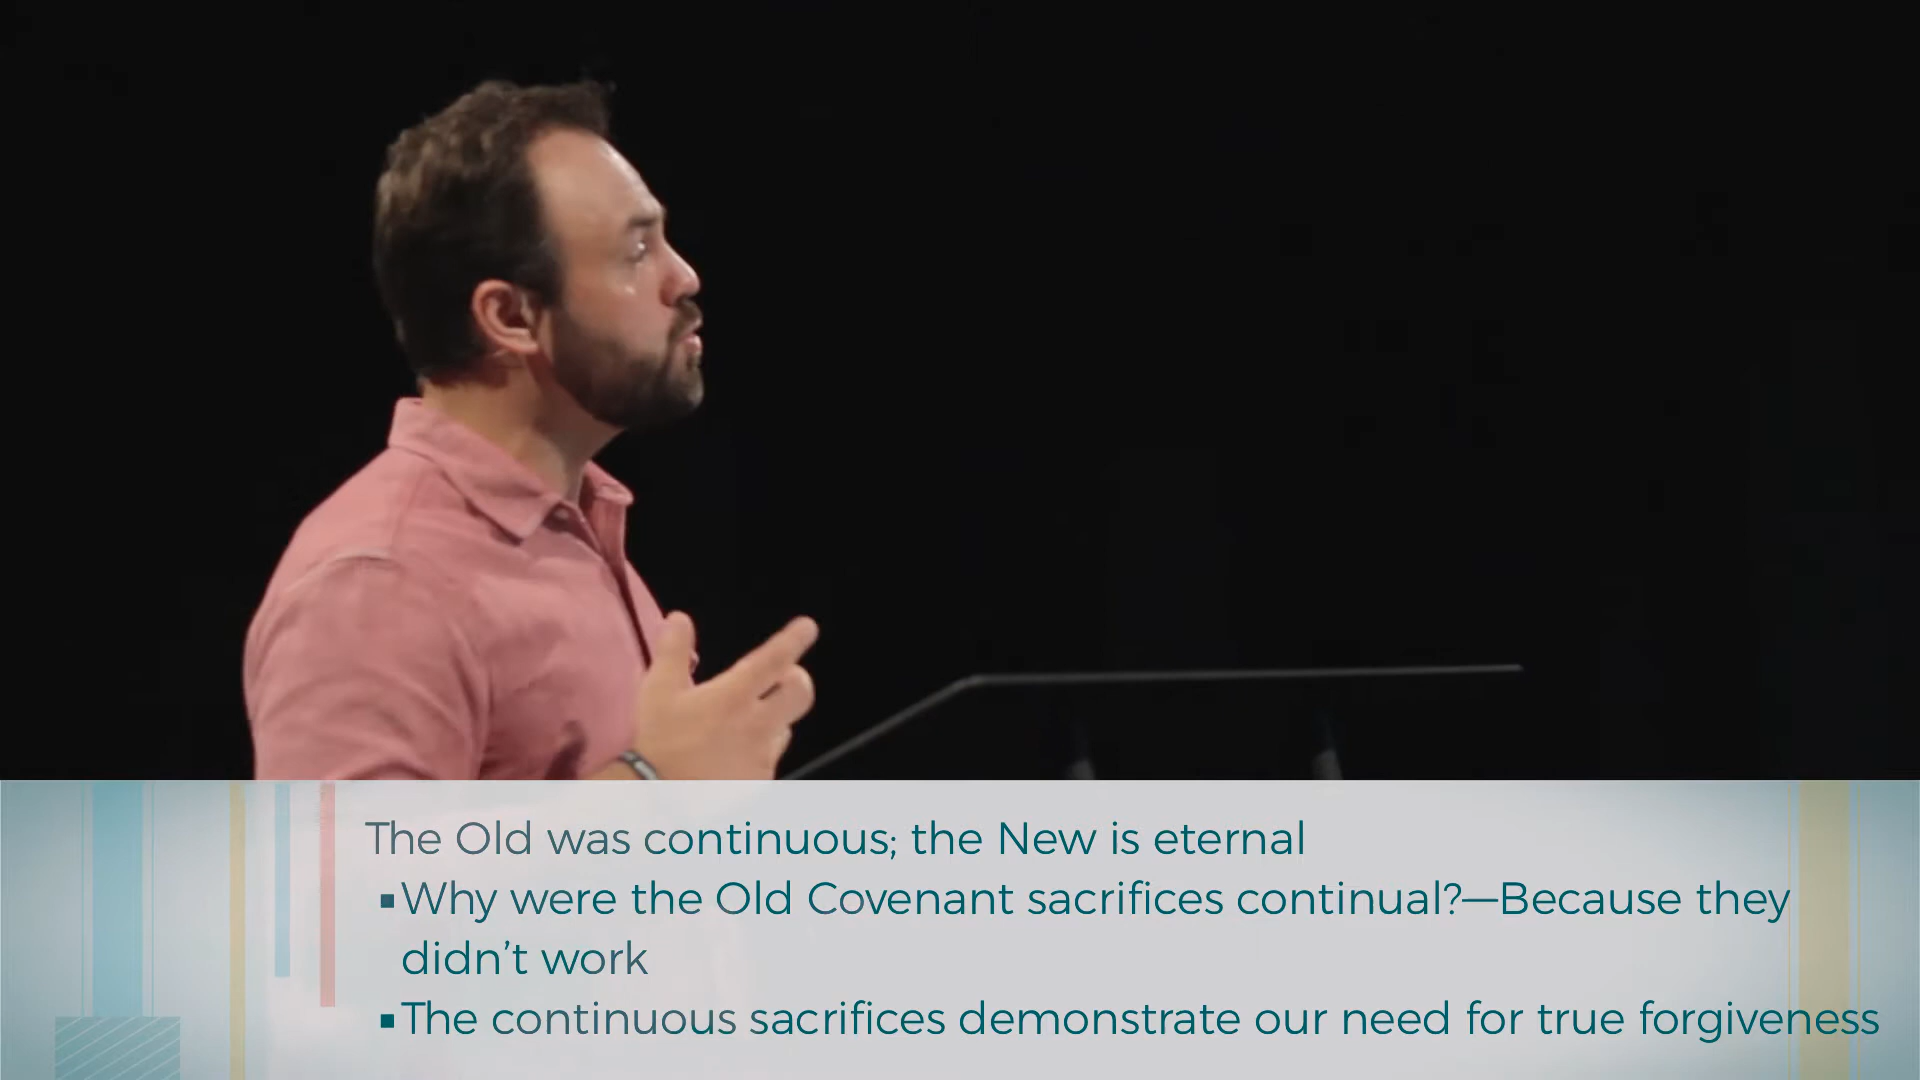 The Old was continuous; the New is eternal
▪Why were the Old Covenant sacrifices continual?—Because they
didn’t work
▪The continuous sacrifices demonstrate our need for true forgiveness